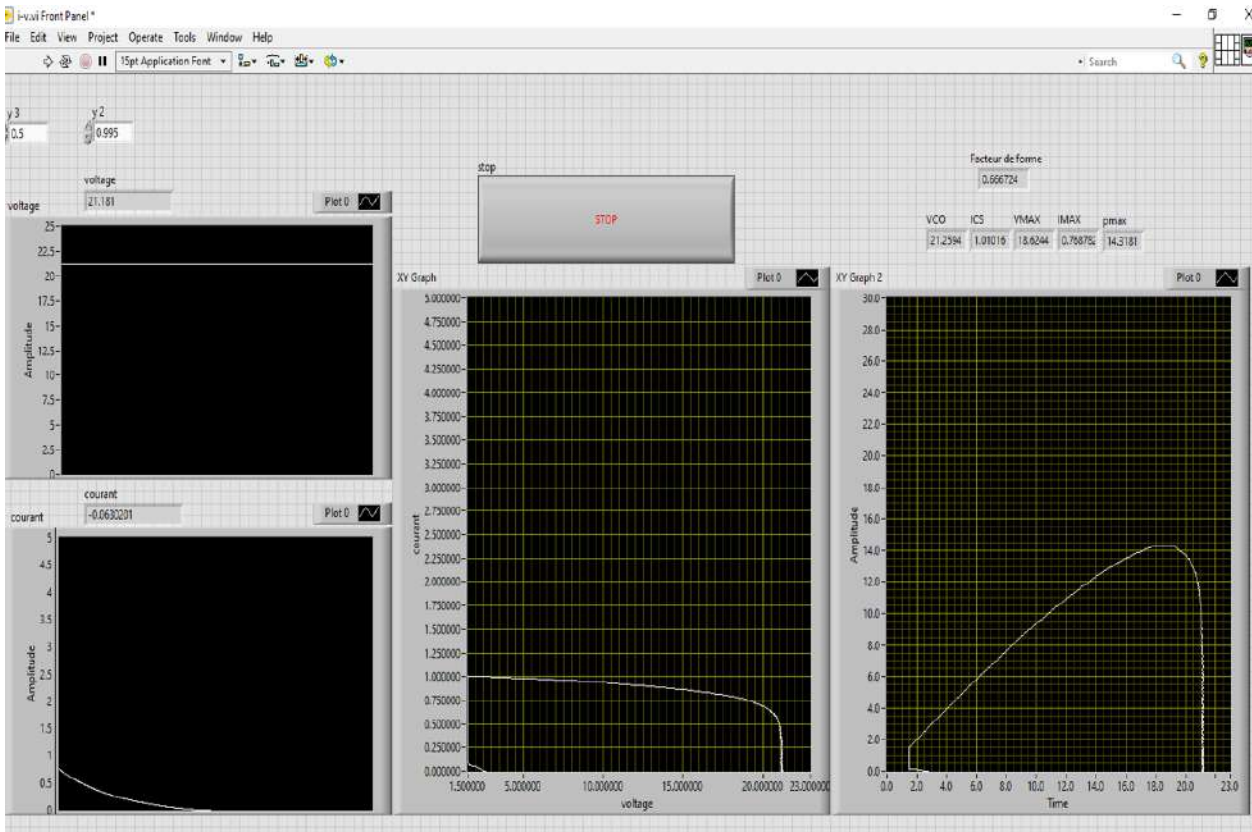 i-v.vi Front Panel *
File Edit View Project Operate Tools Window Help
15pt Application Font
Search
y 3
0.5
y 2
0.995
voltage
21.181
voltage
Plot 0
25-
22.5-
20-
17.5-
15-
12.5-
10-
7.5-
5-
2.5-
0-
Amplitude
courant
-0.0630201
courant
Plot 0
5
4.5
4
3.5
3
2.5
2
1.5
1
0.5
0
Amplitude
stop
STOP
Facteur de forme
0.666724
VCO ICS VMAX IMAX pmax
21.2594 1.01016 18.6244 14.3181
XY Graph
Plot 0
5.000000-
4.750000-
4.500000-
4.250000-
4.000000-
3.750000-
3.500000-
3.250000-
3.000000-
2.750000-
2.500000-
2.250000-
2.000000-
1.750000-
1.500000-
1.250000-
1.000000-
0.750000-
0.500000-
0.250000-
0.000000-
courant
1.500000 5.000000 10.000000 15.000000 20.000000 23.000000
voltage
XY Graph 2
Plot 0
30.0-
28.0-
26.0-
24.0-
22.0-
20.0-
18.0-
16.0-
14.0-
12.0-
10.0-
8.0-
6.0-
4.0-
2.0-
0.0-
Amplitude
0.0 2.0 4.0 6.0 8.0 10.0 12.0 14.0 16.0 18.0 20.0 23.0
Time